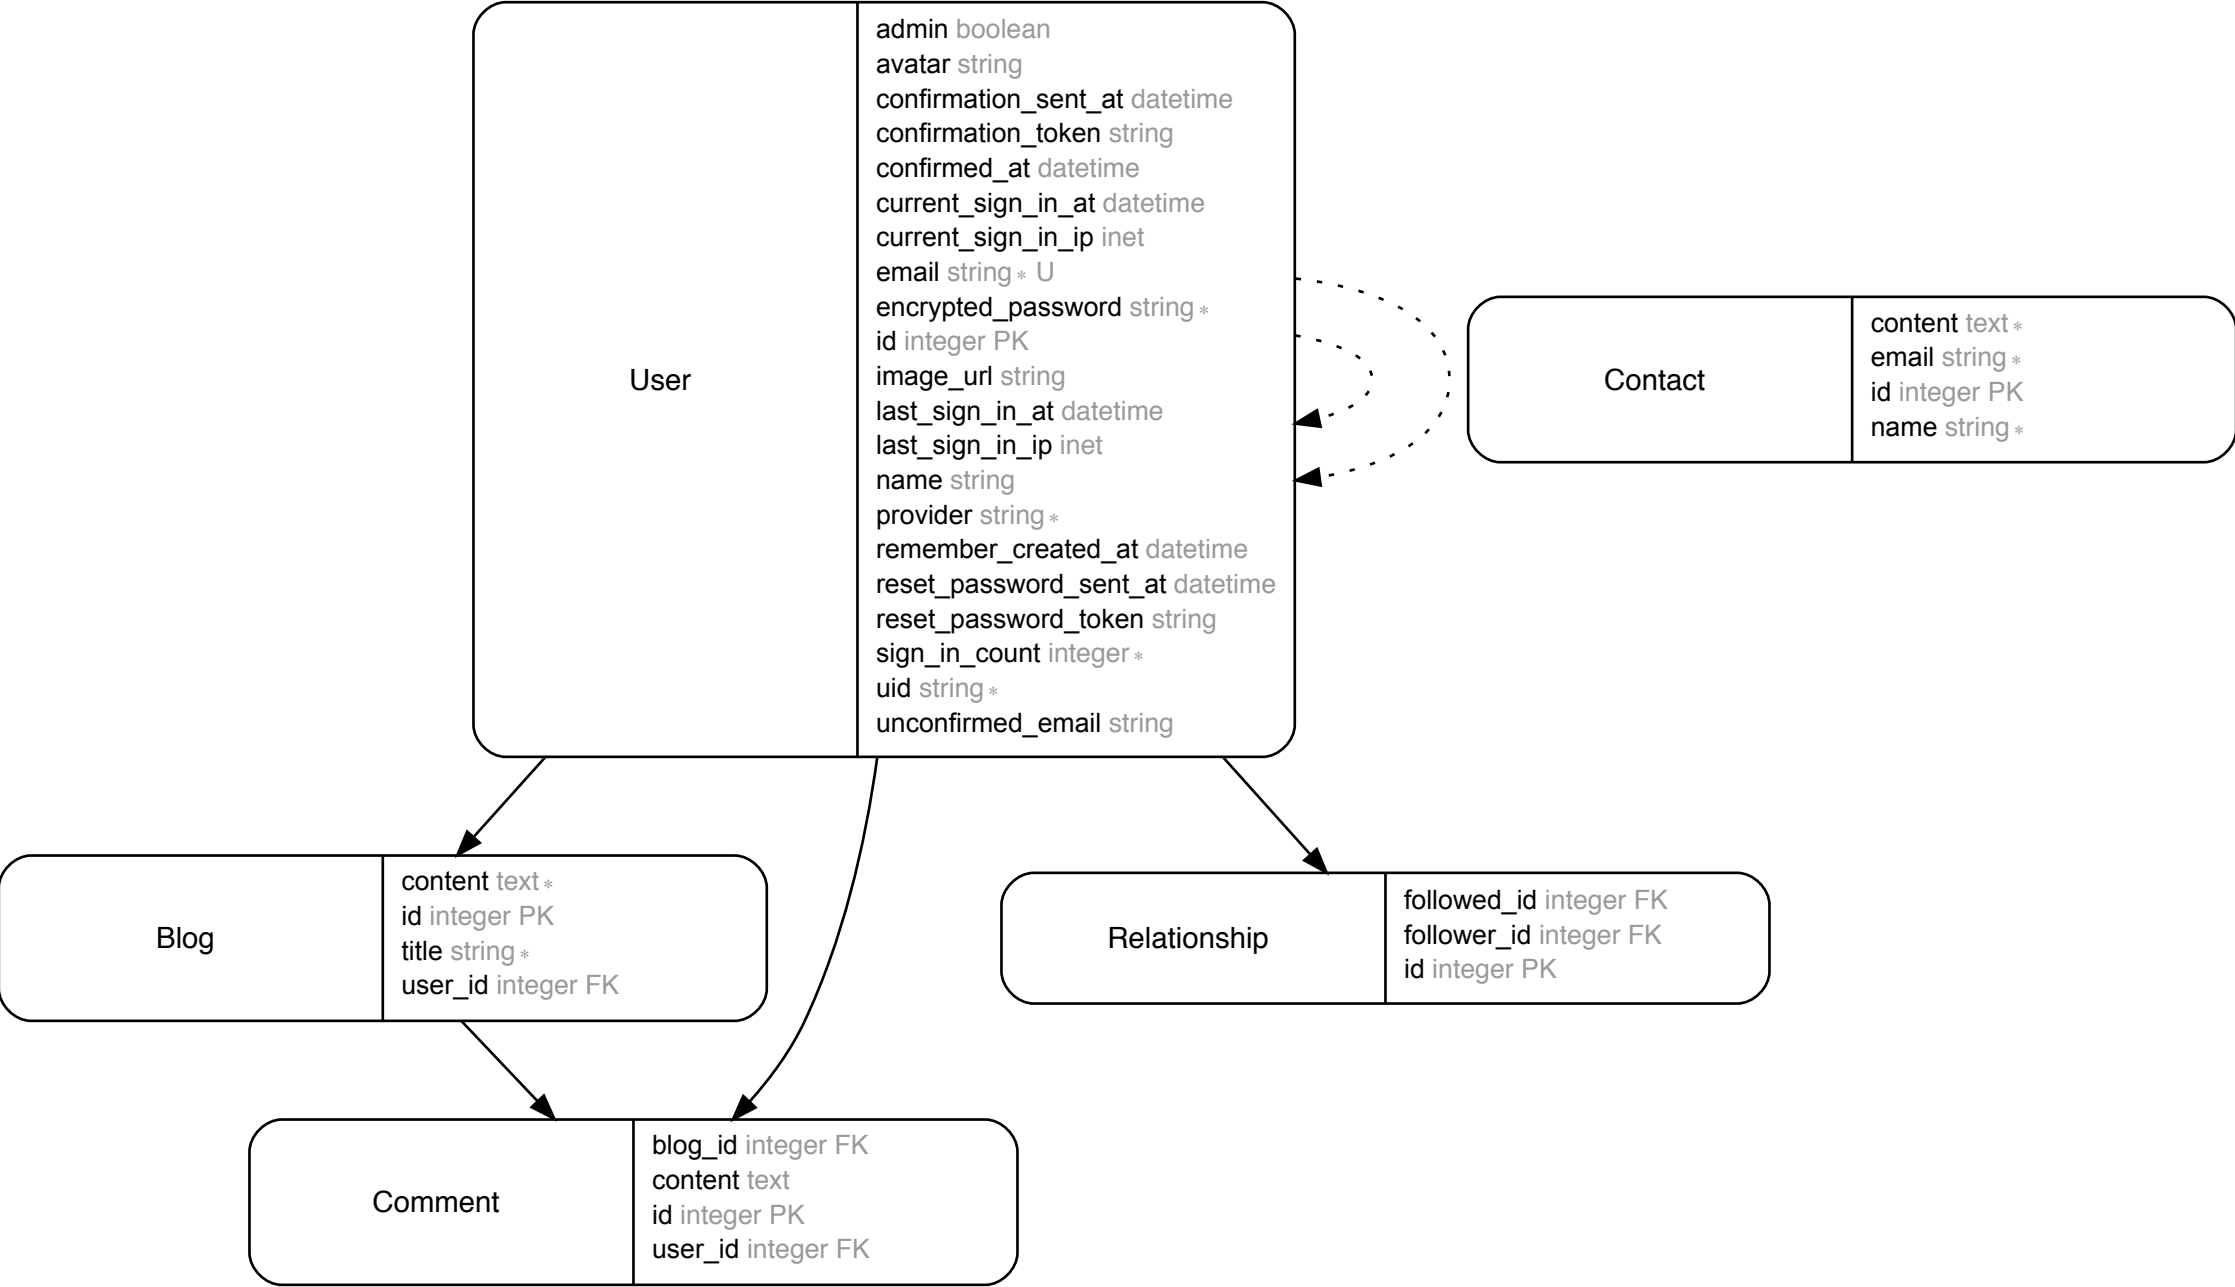 User
admin boolean
avatar string
confirmation_sent_at datetime
confirmation_token string
confirmed_at datetime
current_sign_in_at datetime
current_sign_in_ip inet
email string∗ U
encrypted_password string∗
id integer PK
image_url string
last_sign_in_at datetime
last_sign_in_ip inet
name string
provider string∗
remember_created_at datetime
reset_password_sent_at datetime
reset_password_token string
sign_in_count integer∗
uid string∗
unconfirmed_email string
Contact
content text∗
email string∗
id integer PK
name string∗
Blog
content text∗
id integer PK
title string∗
user_id integer FK
Relationship
followed_id integer FK
follower_id integer FK
id integer PK
Comment
blog_id integer FK
content text
id integer PK
user_id integer FK